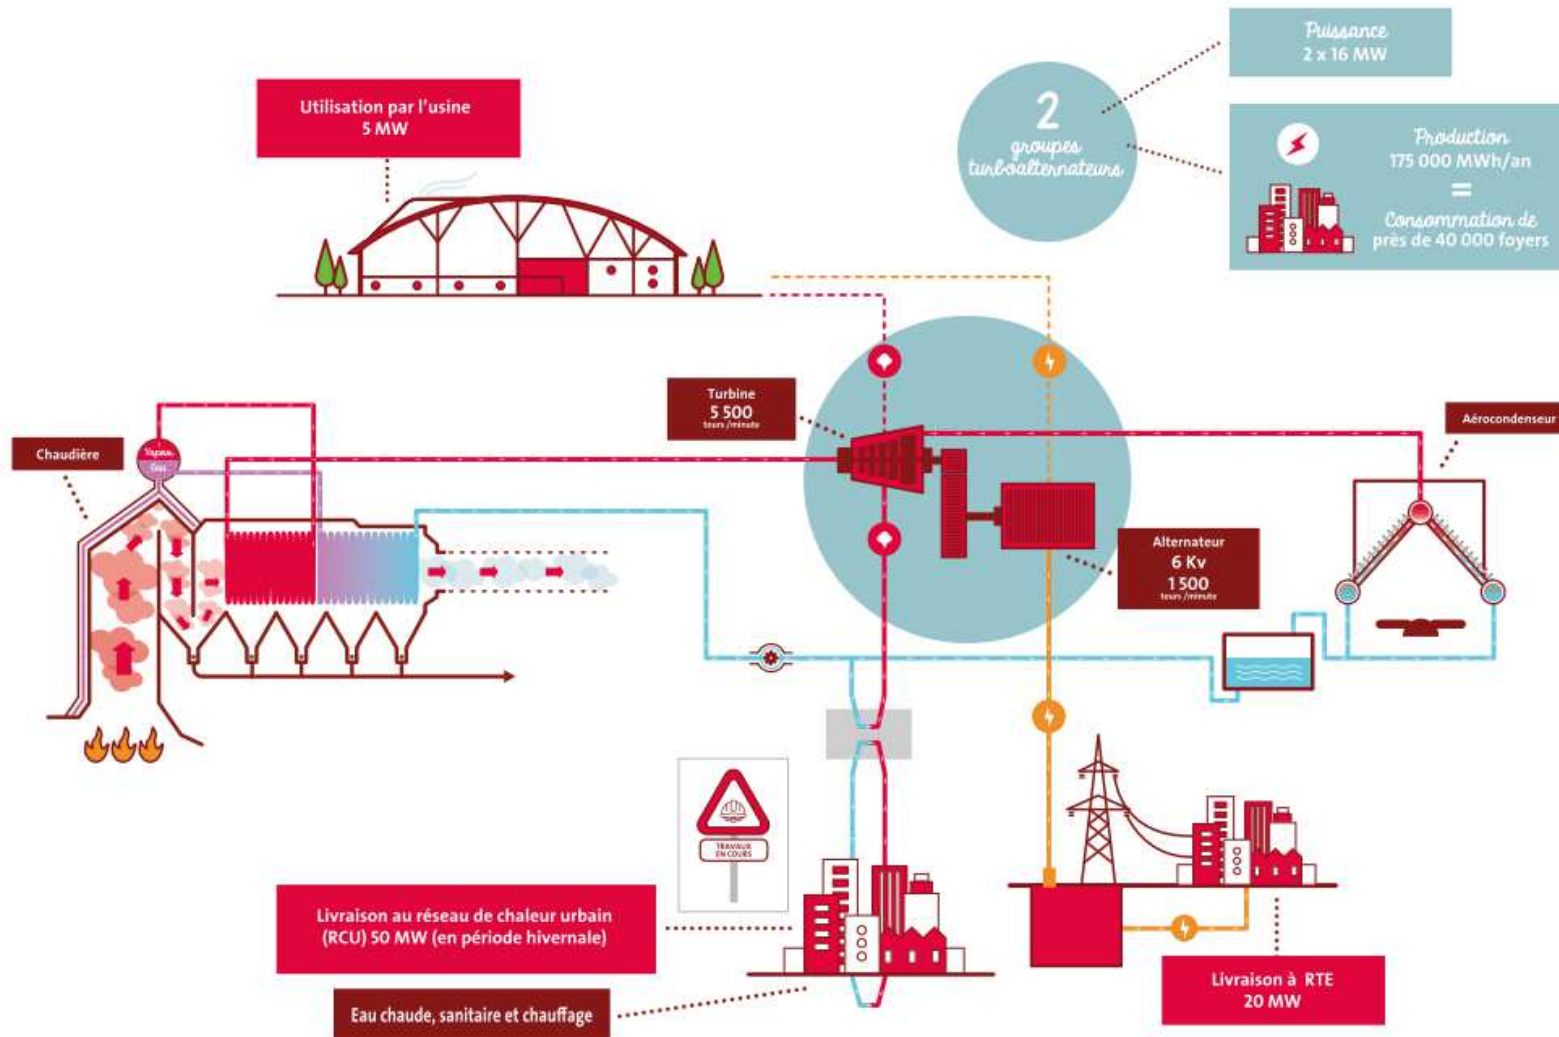 Puissance
2 x 16 MW
Utilisation par l'usine
5 MW
2
groupes
turboalternateurs
Production
175 000 MWh/an
=
Consommation de
près de 40 000 foyers
Turbine
5 500
tours /minute
Aérocondenseur
Chaudière
Vapeur
Eau
Alternateur
6 Kv
1 500
tours /minute
TRAVAUX
EN COURS
Livraison au réseau de chaleur urbain
(RCU) 50 MW (en période hivernale)
Eau chaude, sanitaire et chauffage
Livraison à RTE
20 MW